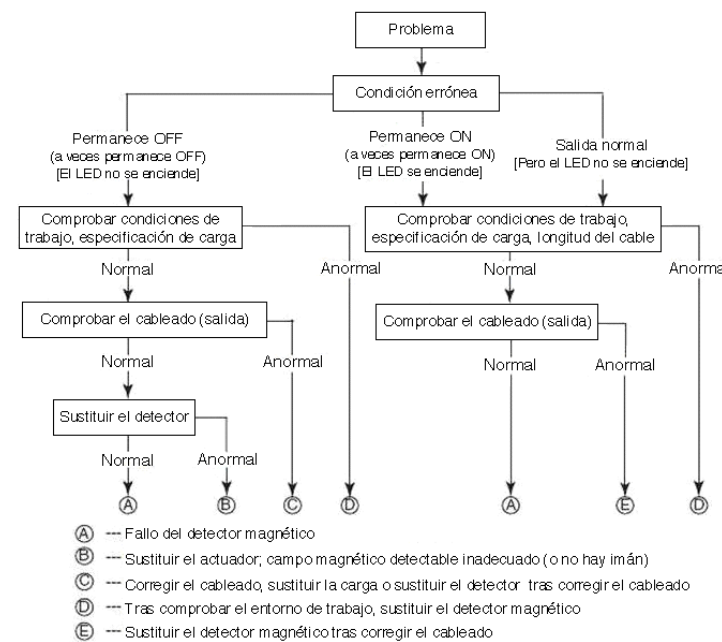 Problema
Condición errónea
Permanece OFF
(a veces permanece OFF)
[El LED no se enciende]
Permanece ON
(a veces permanece ON)
[El LED se enciende]
Salida normal
[Pero el LED no se enciende]
Comprobar condiciones de
trabajo, especificación de carga
Comprobar condiciones de trabajo,
especificación de carga, longitud del cable
Normal
Anormal
Normal
Anorma
Comprobar el cableado (salida)
Comprobar el cableado (salida)
Normal
Anormal
Normal
Anormal
Sustituir el detector
Normal
Anormal
A
B
C
D
A
E
D
A --- Fallo del detector magnético
B --- Sustituir el actuador; campo magnético detectable inadecuado (o no hay imán)
C --- Corregir el cableado, sustituir la carga o sustituir el detector tras corregir el cableado
D --- Tras comprobar el entorno de trabajo, sustituir el detector magnético
E --- Sustituir el detector magnético tras corregir el cableado